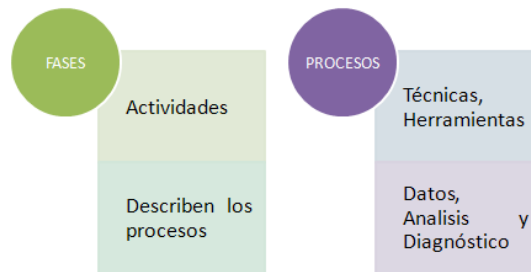 FASES
Actividades
Describen los
procesos
PROCESOS
Técnicas,
Herramientas
Datos,
Analisis y
Diagnóstico